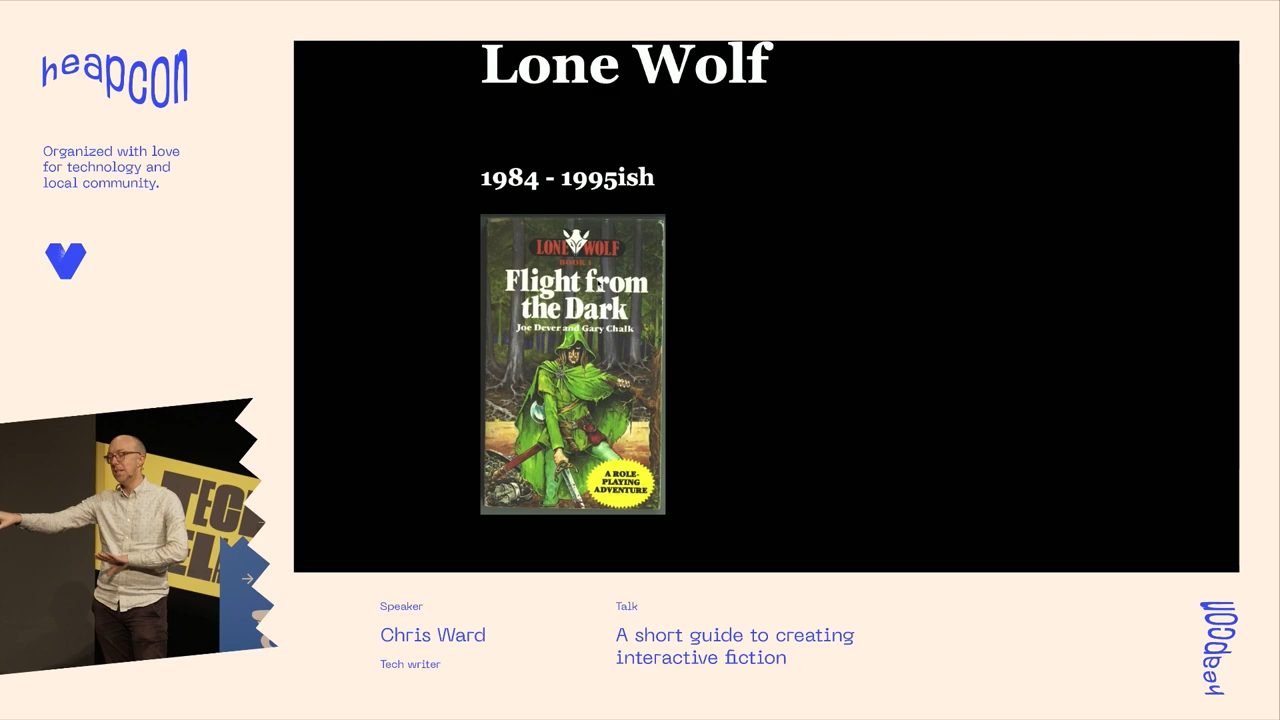 heapcon
Organized with love
for technology and
local community.
Lone Wolf
1984 - 1995ish
LONE WOLF
BOOK 1
Flight from
the Dark
Joe Dever and Gary Chalk
A ROLE-
PLAYING
ADVENTURE
Speaker
Chris Ward
Tech writer
Talk
A short guide to creating
interactive fiction
heapcon